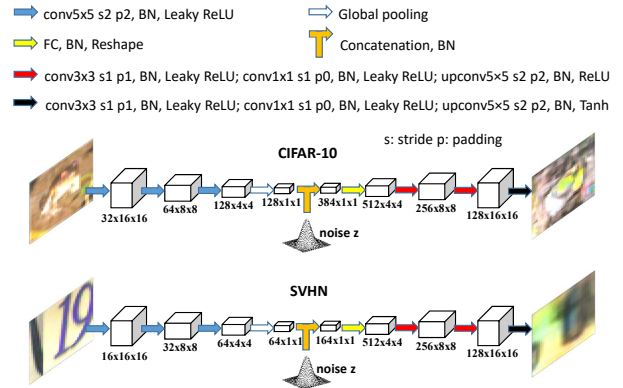 conv5x5 s2 p2, BN, Leaky ReLU
Global pooling
FC, BN, Reshape
Concatenation, BN
conv3x3 s1 p1, BN, Leaky ReLU; conv1x1 s1 p0, BN, Leaky ReLU; upconv5×5 s2 p2, BN, ReLU
conv3x3 s1 p1, BN, Leaky ReLU; conv1x1 s1 p0, BN, Leaky ReLU; upconv5×5 s2 p2, BN, Tanh
s: stride p: padding
CIFAR-10
32x16x16
64x8x8
128x4x4
128x1x1
384x1x1
512x4x4
256x8x8
128x16x16
noise z
SVHN
19
16x16x16
32x8x8
64x4x4
64x1x1
164x1x1
512x4x4
256x8x8
128x16x16
noise z